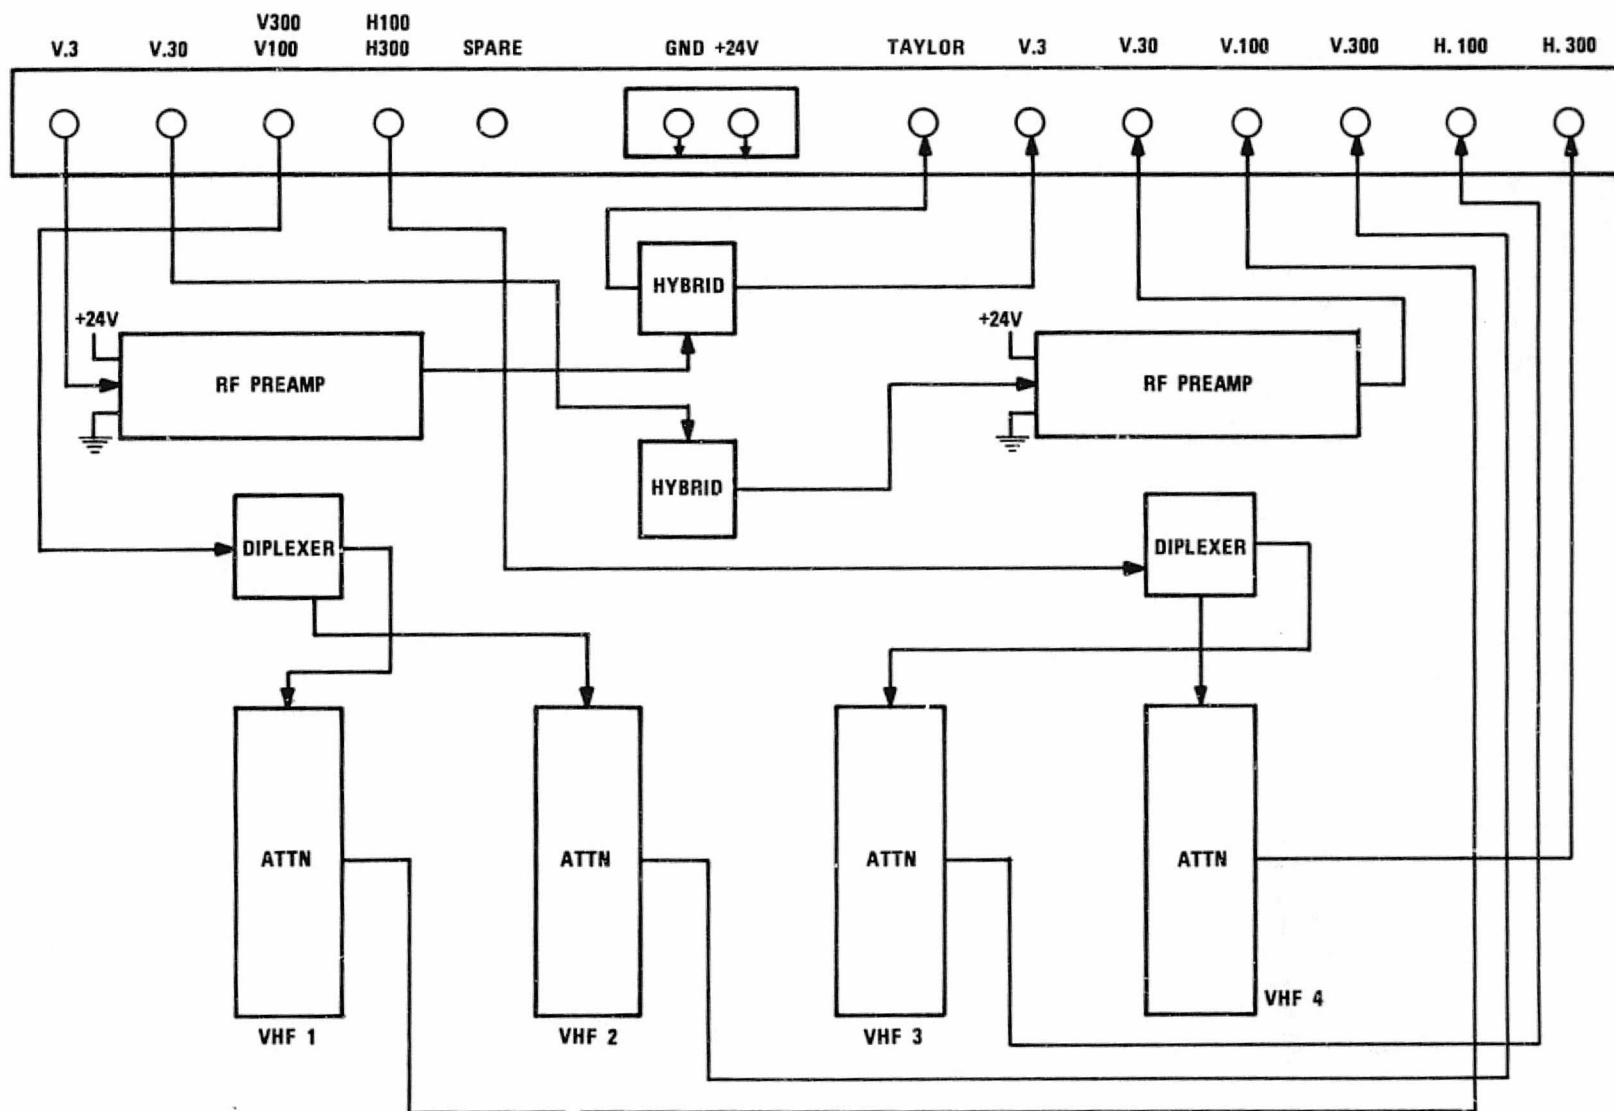 V300 H100
V.3 V.30 V100 H300 SPARE GND +24V TAYLOR V.3 V.30 V.100 V.300 H.100 H.300
HYBRID
+24V +24V
RF PREAMP RF PREAMP
HYBRID
DIPLEXER DIPLEXER
ATTN ATTN ATTN ATTN
VHF 4
VHF 1 VHF 2 VHF 3